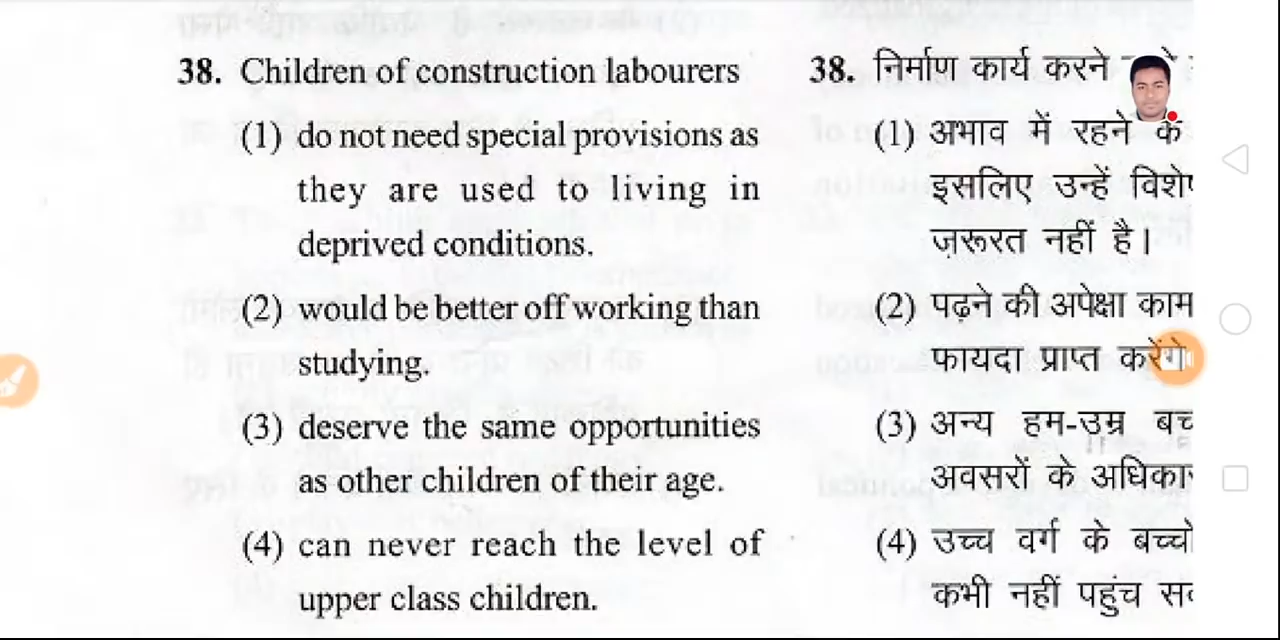 38. Children of construction labourers
(1) do not need special provisions as
they are used to living in
deprived conditions.
(2) would be better off working than
studying.
(3) deserve the same opportunities
as other children of their age.
(4) can never reach the level of
upper class children.
38. निर्माण कार्य करने
(1) अभाव में रहने के
इसलिए उन्हें
ज़रूरत नहीं है।
(2) पढ़ने की अपेक्षा काम
फायदा प्राप्त करेंगे
(3) अन्य हम-उम्र
अवसरों के
(4) उच्च वर्ग के
कभी नहीं पहुंच